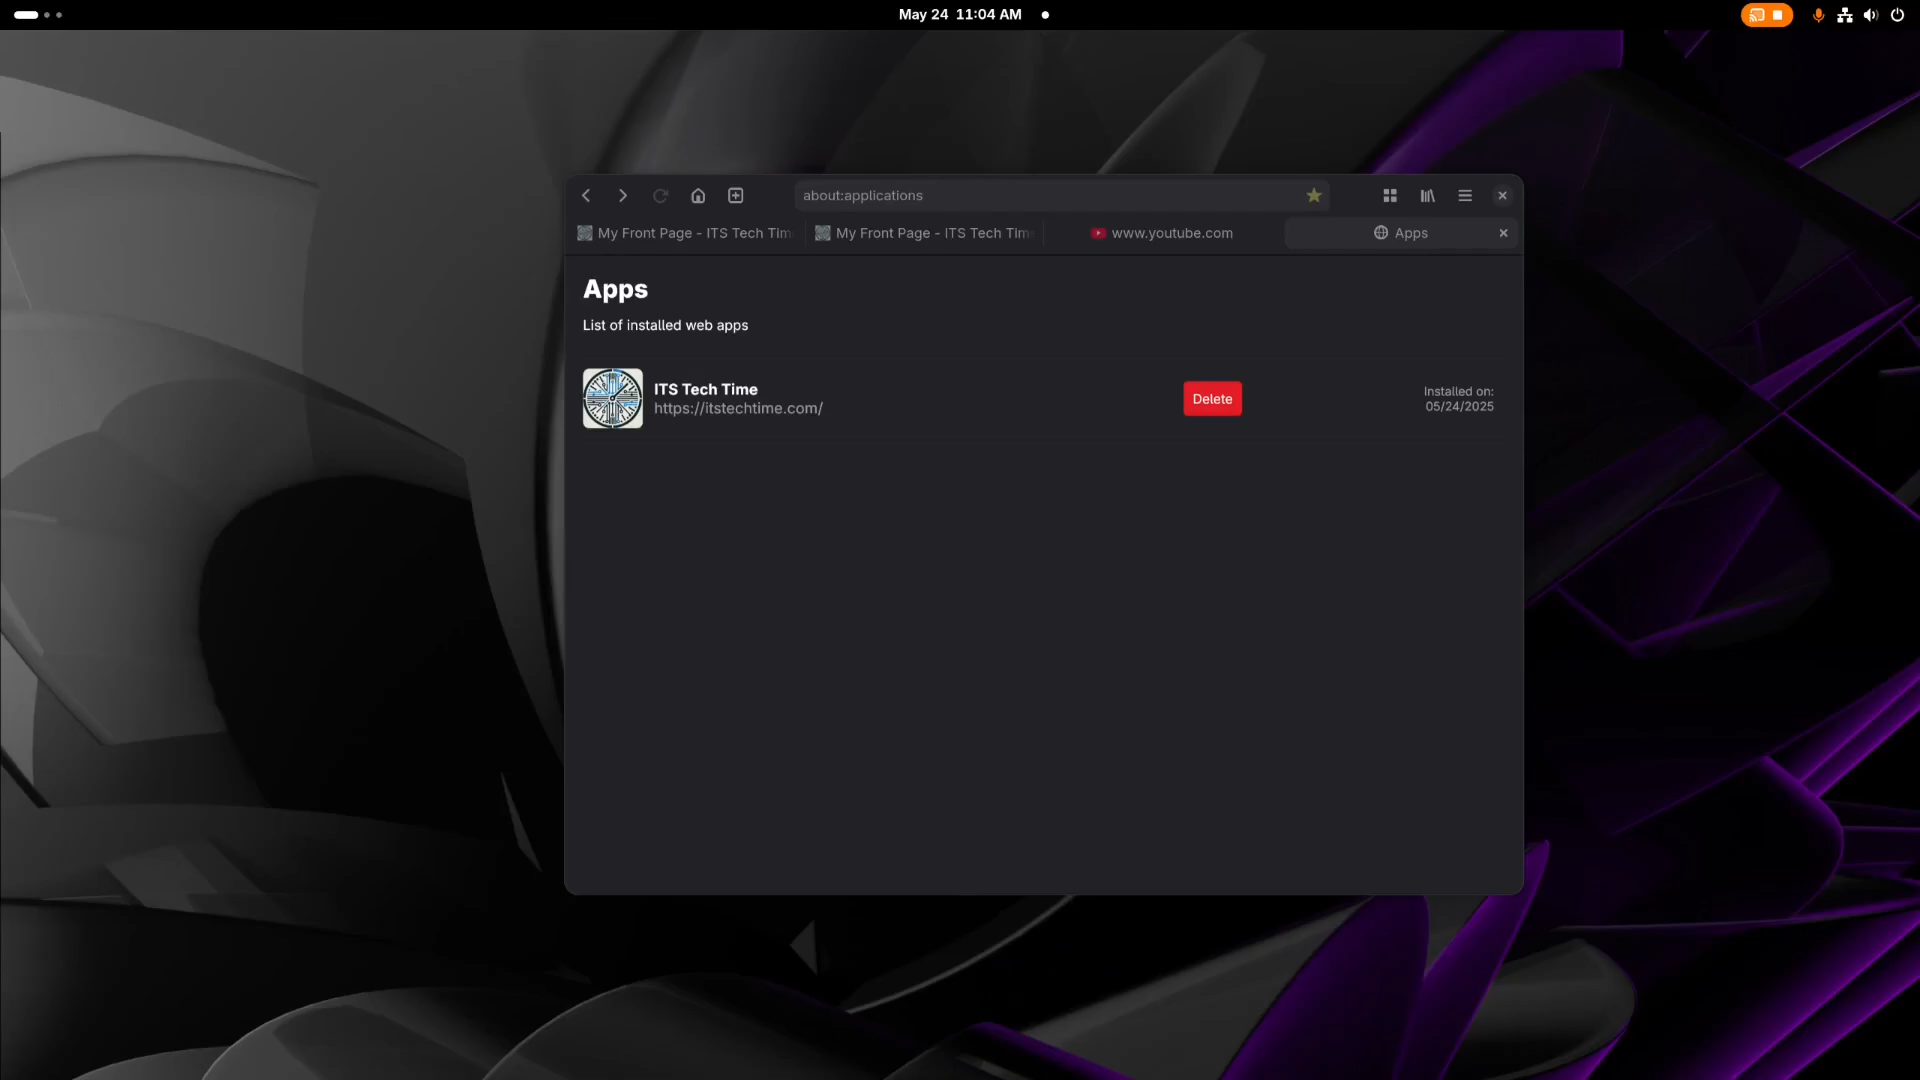 May 24 11:04 AM
about:applications
My Front Page - ITS Tech Tim
My Front Page - ITS Tech Tim
www.youtube.com
Apps
Apps
List of installed web apps
ITS Tech Time
https://itstechtime.com/
Delete
Installed on:
05/24/2025